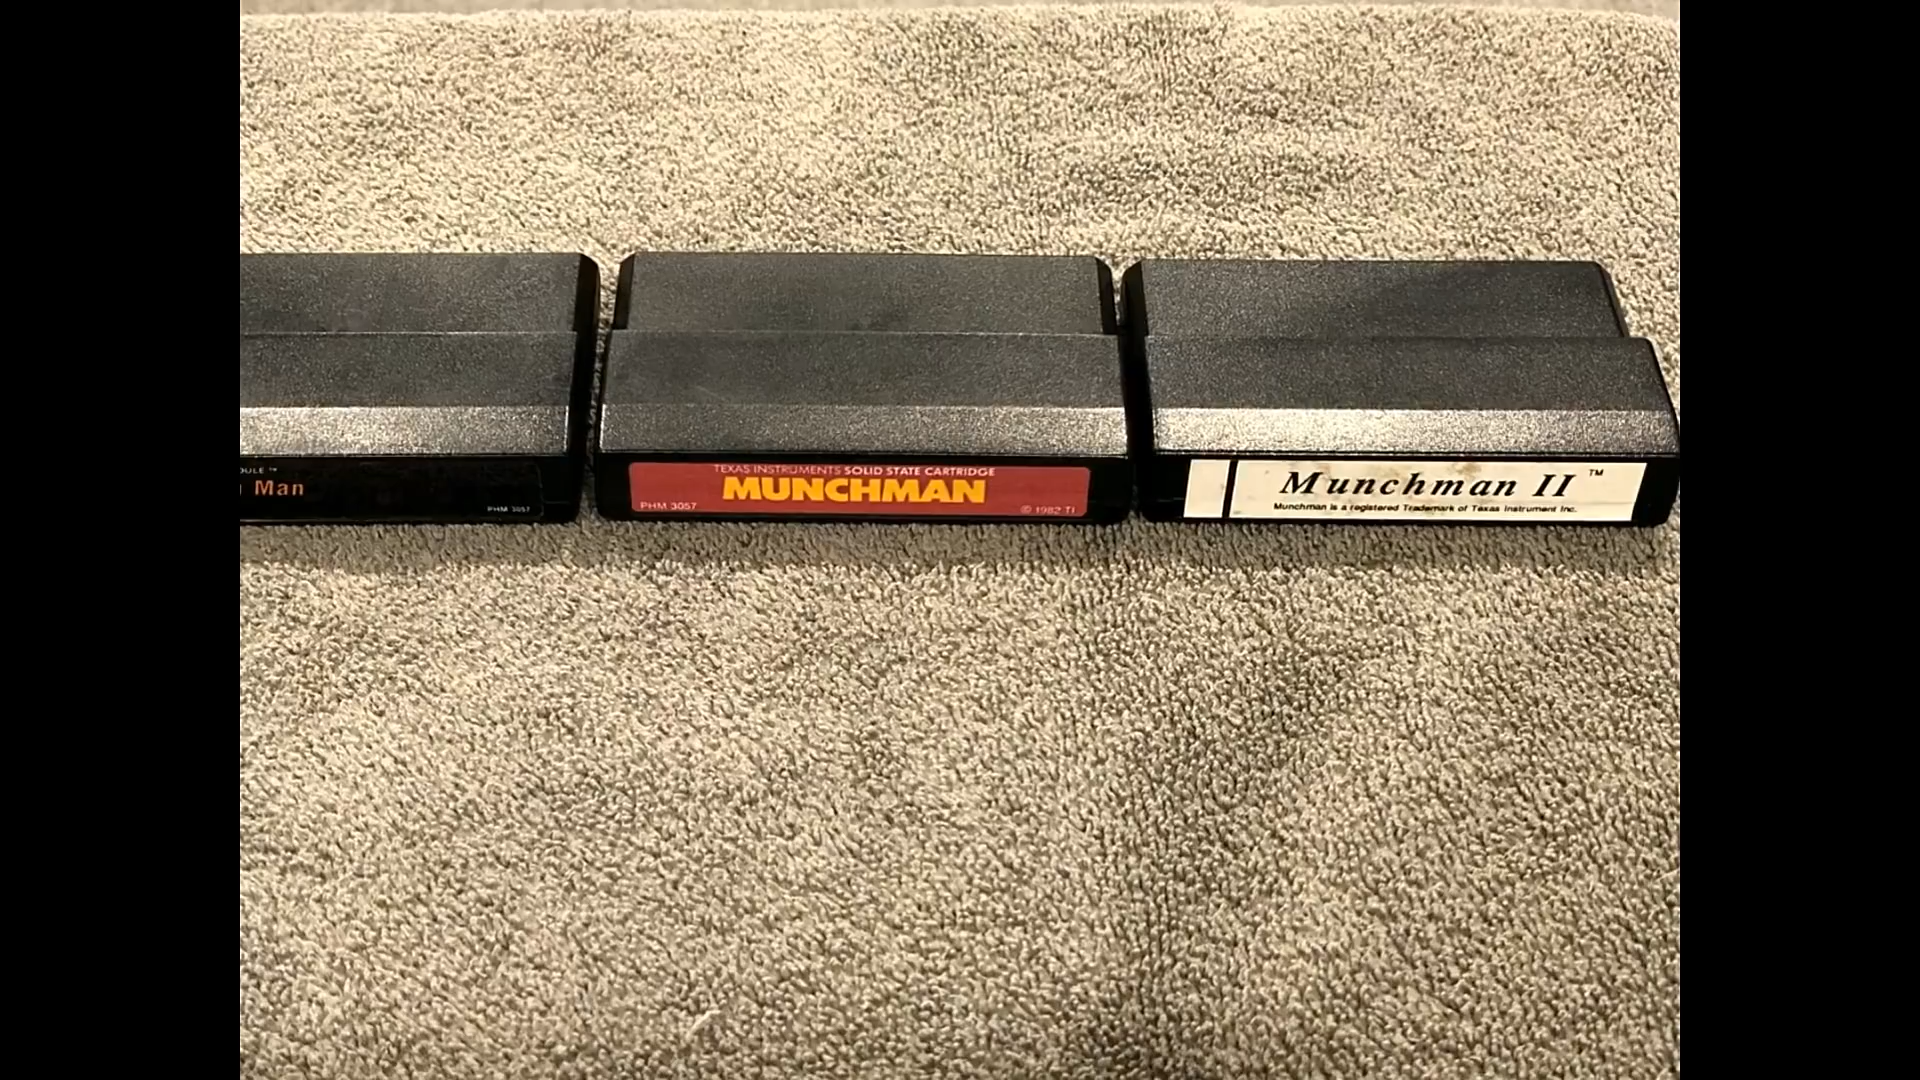 Man
PHM 3057
TEXAS INSTRUMENTS SOLID STATE CARTRIDGE
MUNCHMAN
PHM 3057
© 1982 TI
Munchman II ™
Munchman is a registered Trademark of Texas Instrument Inc.